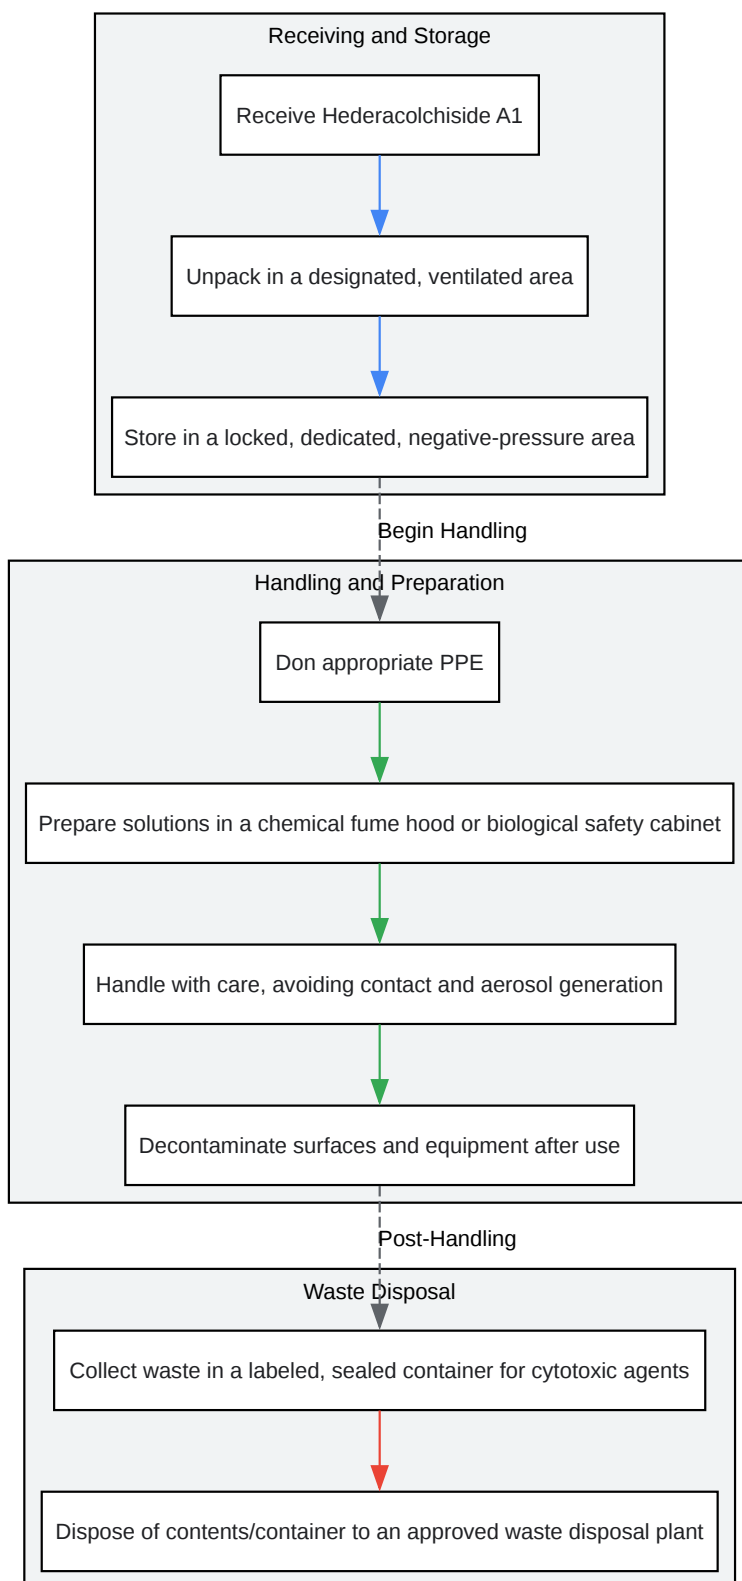 Receiving and Storage
Receive Hederacolchiside A1
Unpack in a designated, ventilated area
Store in a locked, dedicated, negative-pressure area
Begin Handling
Handling and Preparation
Don appropriate PPE
Prepare solutions in a chemical fume hood or biological safety cabinet
Handle with care, avoiding contact and aerosol generation
Decontaminate surfaces and equipment after use
Post-Handling
Waste Disposal
Collect waste in a labeled, sealed container for cytotoxic agents
Dispose of contents/container to an approved waste disposal plant